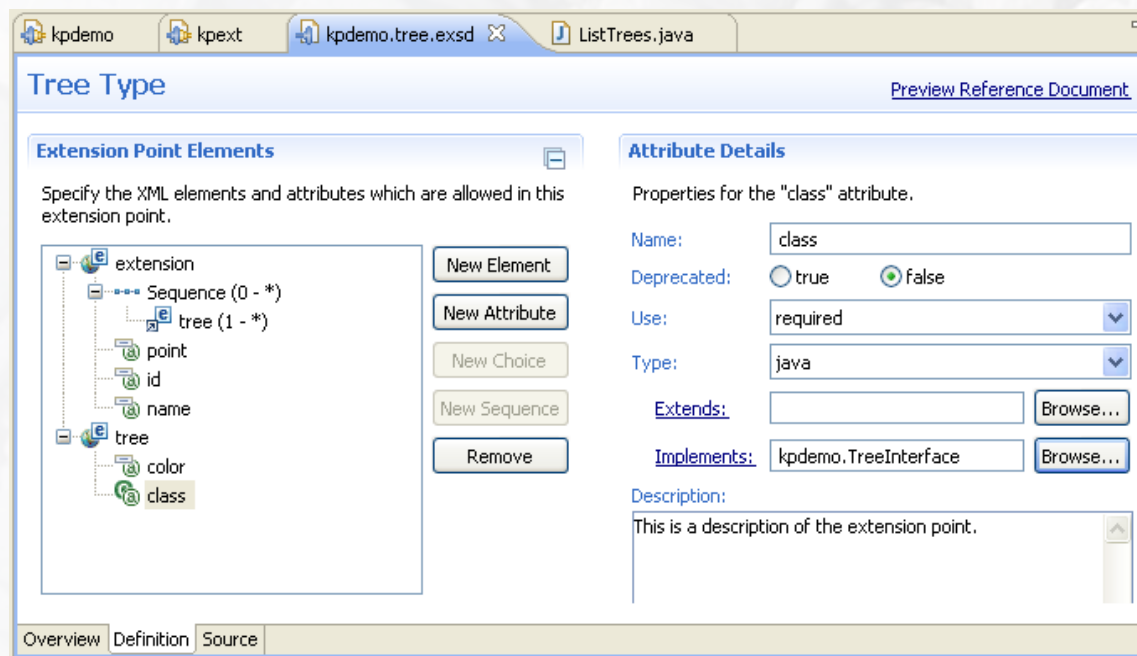 kpdemo kpext kpdemo.tree.exsd ListTrees.java
Tree Type
Preview Reference Document
Extension Point Elements
Specify the XML elements and attributes which are allowed in this
extension point.
extension
Sequence (0 - *)
tree (1 - *)
point
id
name
tree
color
class
New Element
New Attribute
New Choice
New Sequence
Remove
Attribute Details
Properties for the "class" attribute.
Name: class
Deprecated: true false
Use: required
Type: java
Extends: Browse...
Implements: kpdemo.TreeInterface Browse...
Description:
This is a description of the extension point.
Overview Definition Source